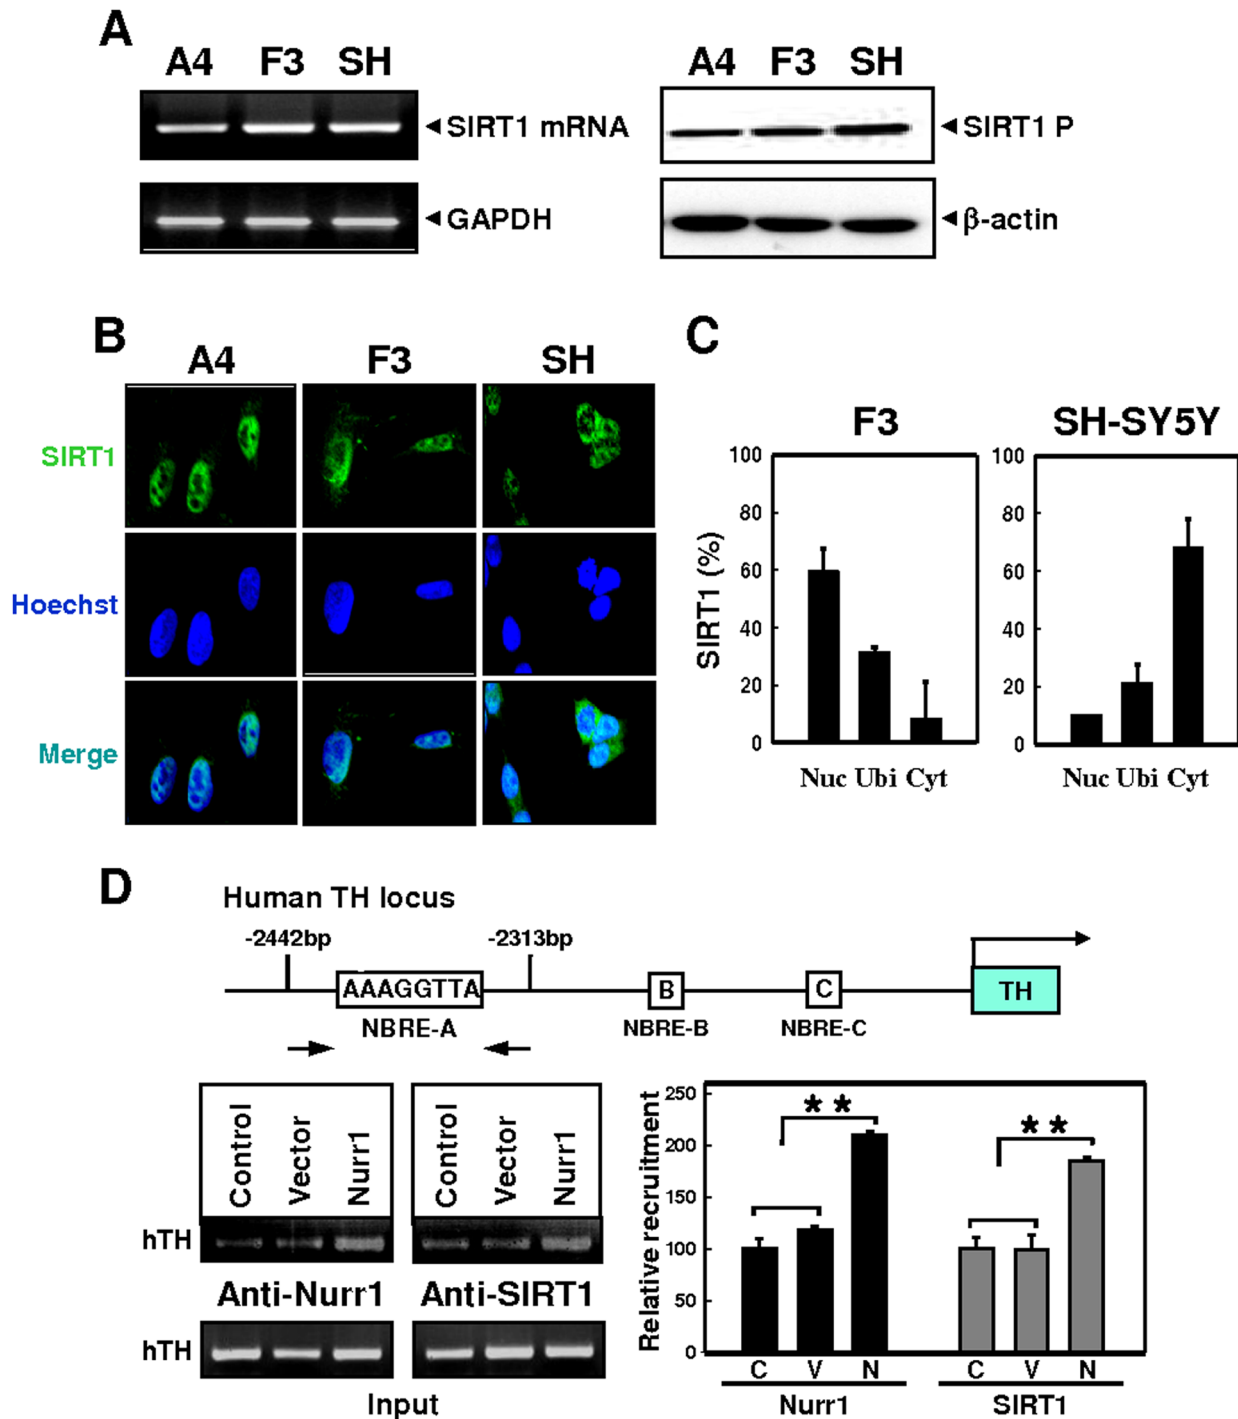 A
A4 F3 SH
SIRT1 mRNA
GAPDH
A4 F3 SH
SIRT1 P
β-actin
B
A4 F3 SH
SIRT1
Hoechst
Merge
C
F3
SH-SY5Y
SIRT1 (%)
100
80
60
40
20
0
Nuc Ubi Cyt
100
80
60
40
20
0
Nuc Ubi Cyt
D
Human TH locus
-2442bp
-2313bp
AAAGGTTA
B
C
TH
NBRE-A
NBRE-B
NBRE-C
Control
Vector
Nurr1
Control
Vector
Nurr1
hTH
Anti-Nurr1
Anti-SIRT1
hTH
Input
Relative recruitment
250
200
150
100
50
0
★★
★★
C V N
C V N
Nurr1
SIRT1